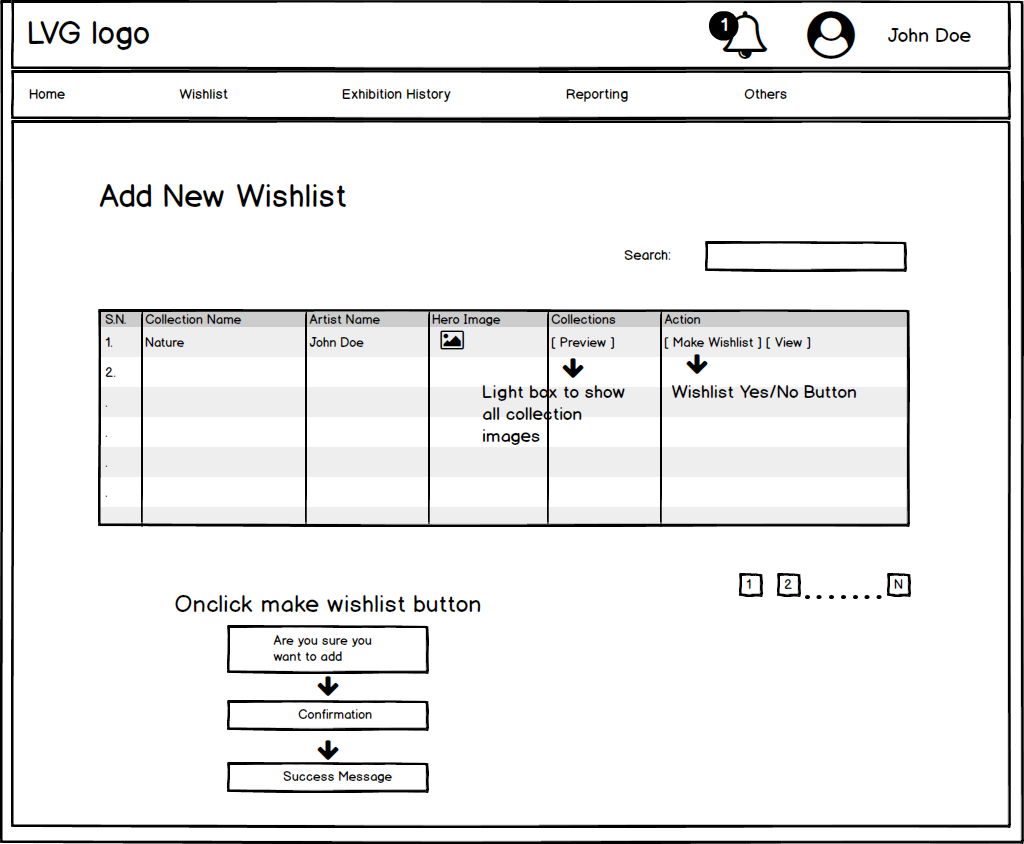 LVG logo
1
John Doe
Home
Wishlist
Exhibition History
Reporting
Others
Add New Wishlist
Search:
S.N. Collection Name Artist Name Hero Image Collections Action
1. Nature John Doe [ Preview ] [ Make Wishlist ] [ View ]
2.
.
.
.
.
Light box to show
all collection
images
Wishlist Yes/No Button
1 2 ....... N
Onclick make wishlist button
Are you sure you
want to add
Confirmation
Success Message